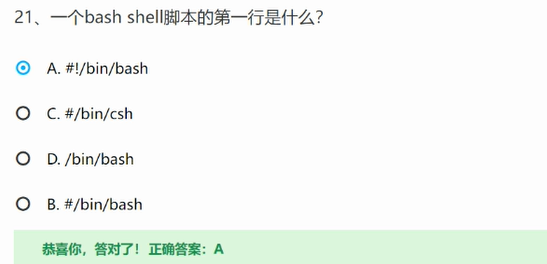 21、一个bash shell脚本的第一行是什么？
A. #!/bin/bash
C. #/bin/csh
D. /bin/bash
B. #/bin/bash
恭喜你，答对了！正确答案：A